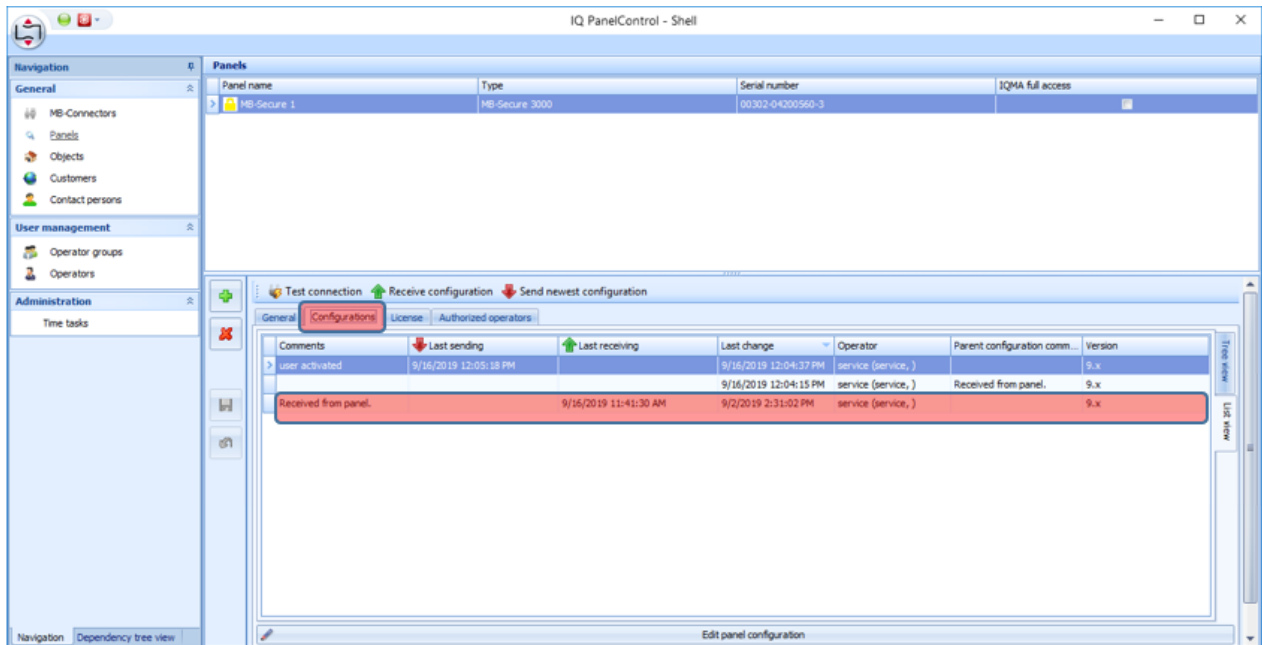 IQ PanelControl - Shell
Navigation
General
MB-Connectors
Panels
Objects
Customers
Contact persons
User management
Operator groups
Operators
Administration
Time tasks
Navigation Dependency tree view
Panels
Panel name Type Serial number IQMA full access
MB-Secure 1 MB-Secure 3000 00302-04200560-3
Test connection Receive configuration Send newest configuration
General Configurations License Authorized operators
Comments Last sending Last receiving Last change Operator Parent configuration comm... Version
user activated 9/16/2019 12:05:18 PM 9/16/2019 12:04:37 PM service (service, ) 9.x
9/16/2019 12:04:15 PM service (service, ) Received from panel. 9.x
Received from panel. 9/16/2019 11:41:30 AM 9/2/2019 2:31:02 PM service (service, ) 9.x
Tree view
List view
Edit panel configuration